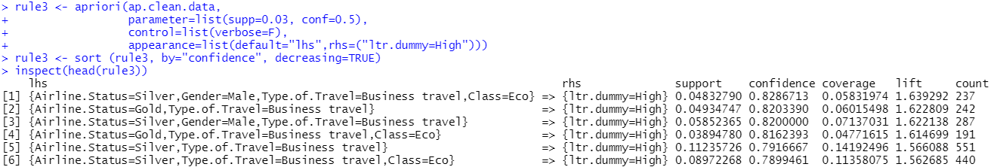 > rule3 <- apriori(ap.clean.data,
+ parameter=list(supp=0.03, conf=0.5),
+ control=list(verbose=F),
+ appearance=list(default="lhs",rhs=("ltr.dummy=High")))
> rule3 <- sort (rule3, by="confidence", decreasing=TRUE)
> inspect(head(rule3))
lhs rhs support confidence coverage lift count
[1] {Airline.Status=Silver,Gender=Male,Type.of.Travel=Business travel,Class=Eco} => {ltr.dummy=High} 0.04832790 0.8286713 0.05831974 1.639292 237
[2] {Airline.Status=Gold,Type.of.Travel=Business travel} => {ltr.dummy=High} 0.04934747 0.8203390 0.06015498 1.622809 242
[3] {Airline.Status=Silver,Gender=Male,Type.of.Travel=Business travel} => {ltr.dummy=High} 0.05852365 0.8200000 0.07137031 1.622138 287
[4] {Airline.Status=Gold,Type.of.Travel=Business travel,Class=Eco} => {ltr.dummy=High} 0.03894780 0.8162393 0.04771615 1.614699 191
[5] {Airline.Status=Silver,Type.of.Travel=Business travel} => {ltr.dummy=High} 0.11235726 0.7916667 0.14192496 1.566088 551
[6] {Airline.Status=Silver,Type.of.Travel=Business travel,Class=Eco} => {ltr.dummy=High} 0.08972268 0.7899461 0.11358075 1.562685 440